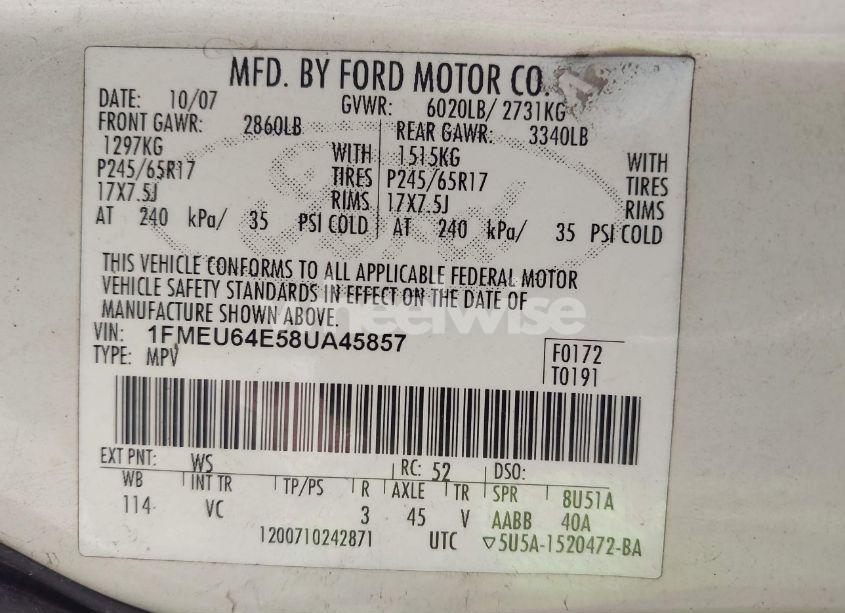 MFD. BY FORD MOTOR CO.
DATE: 10/07 GVWR: 6020LB/ 2731KG
FRONT GAWR: 2860LB REAR GAWR: 3340LB
1297KG WITH 1515KG WITH
P245/65R17 TIRES P245/65R17 TIRES
17X7.5J RIMS 17X7.5J RIMS
AT 240 kPa/ 35 PSI COLD AT 240 kPa/ 35 PSI COLD
THIS VEHICLE CONFORMS TO ALL APPLICABLE FEDERAL MOTOR
VEHICLE SAFETY STANDARDS IN EFFECT ON THE DATE OF
MANUFACTURE SHOWN ABOVE.
wheelwise
VIN: 1FMEU64E58UA45857
TYPE: MPV
F0172
T0191
EXT PNT: WS RC: 52 DSO:
WB INT TR TP/PS R AXLE TR SPR 8U51A
114 VC 3 45 V AABB 40A
1200710242871 UTC ▽5U5A-1520472-BA